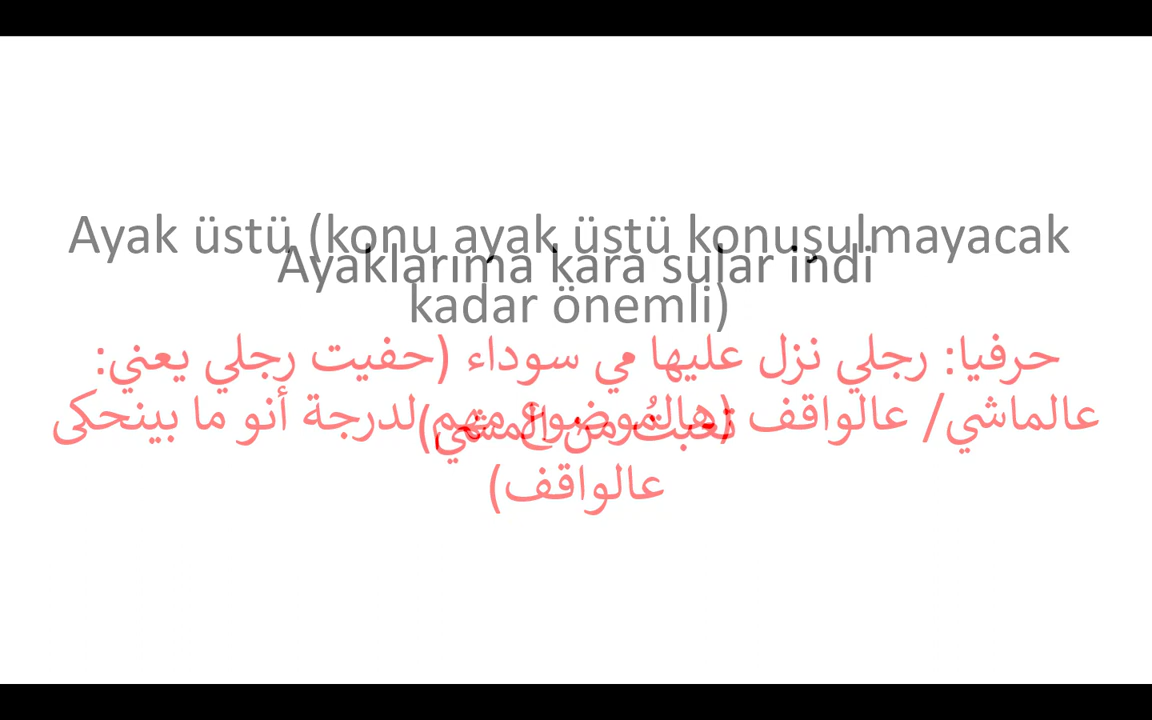 Ayak üstü (konu ayak üstü konuşulmayacak
kadar önemli)
عالماشي/ عالواقف (هالموضوع مهم لدرجة أنو ما بينحكى
عالواقف)
Ayaklarıma kara sular indi
حرفيا: رجلي نزل عليها مي سوداء (حفيت رجلي يعني:
تعبت من المشي)